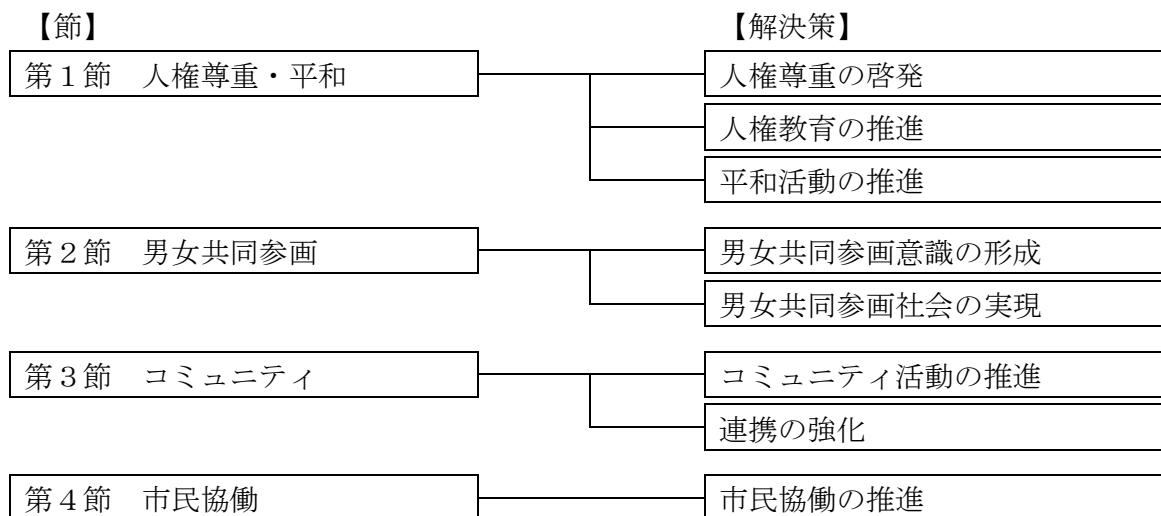 【節】 【解決策】
第１節　人権尊重・平和 人権尊重の啓発
人権教育の推進
平和活動の推進
第２節　男女共同参画 男女共同参画意識の形成
男女共同参画社会の実現
第３節　コミュニティ コミュニティ活動の推進
連携の強化
第４節　市民協働 市民協働の推進